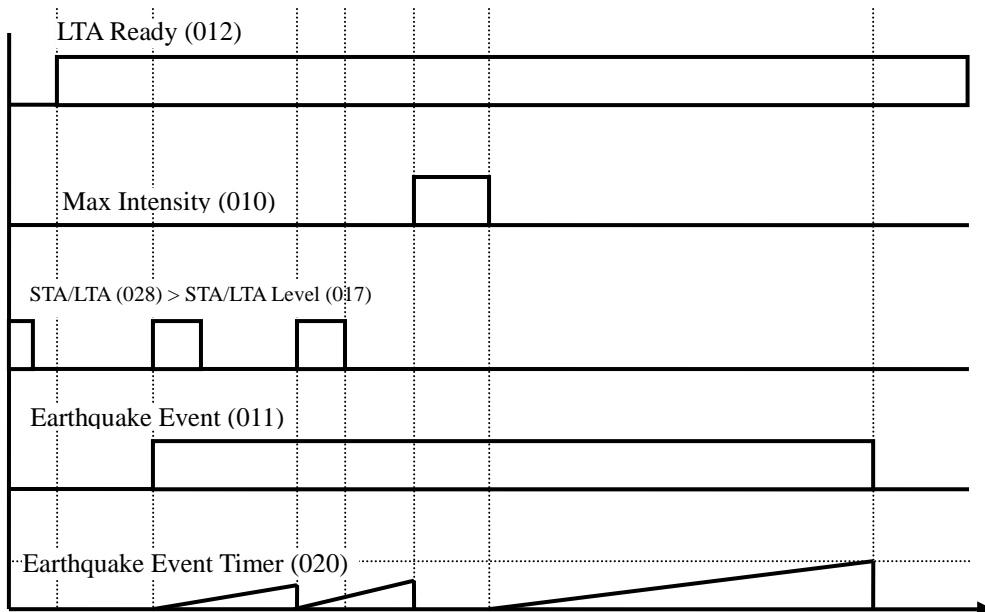 LTA Ready (012)
Max Intensity (010)
STA/LTA (028) > STA/LTA Level (017)
Earthquake Event (011)
Earthquake Event Timer (020)